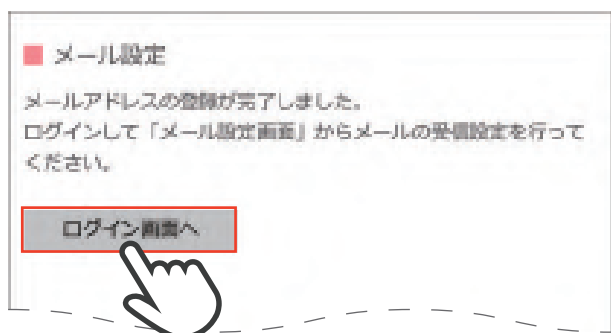 メール設定
メールアドレスの登録が完了しました。
ログインして「メール設定画面」からメールの受信設定を行って
ください。
ログイン画面へ